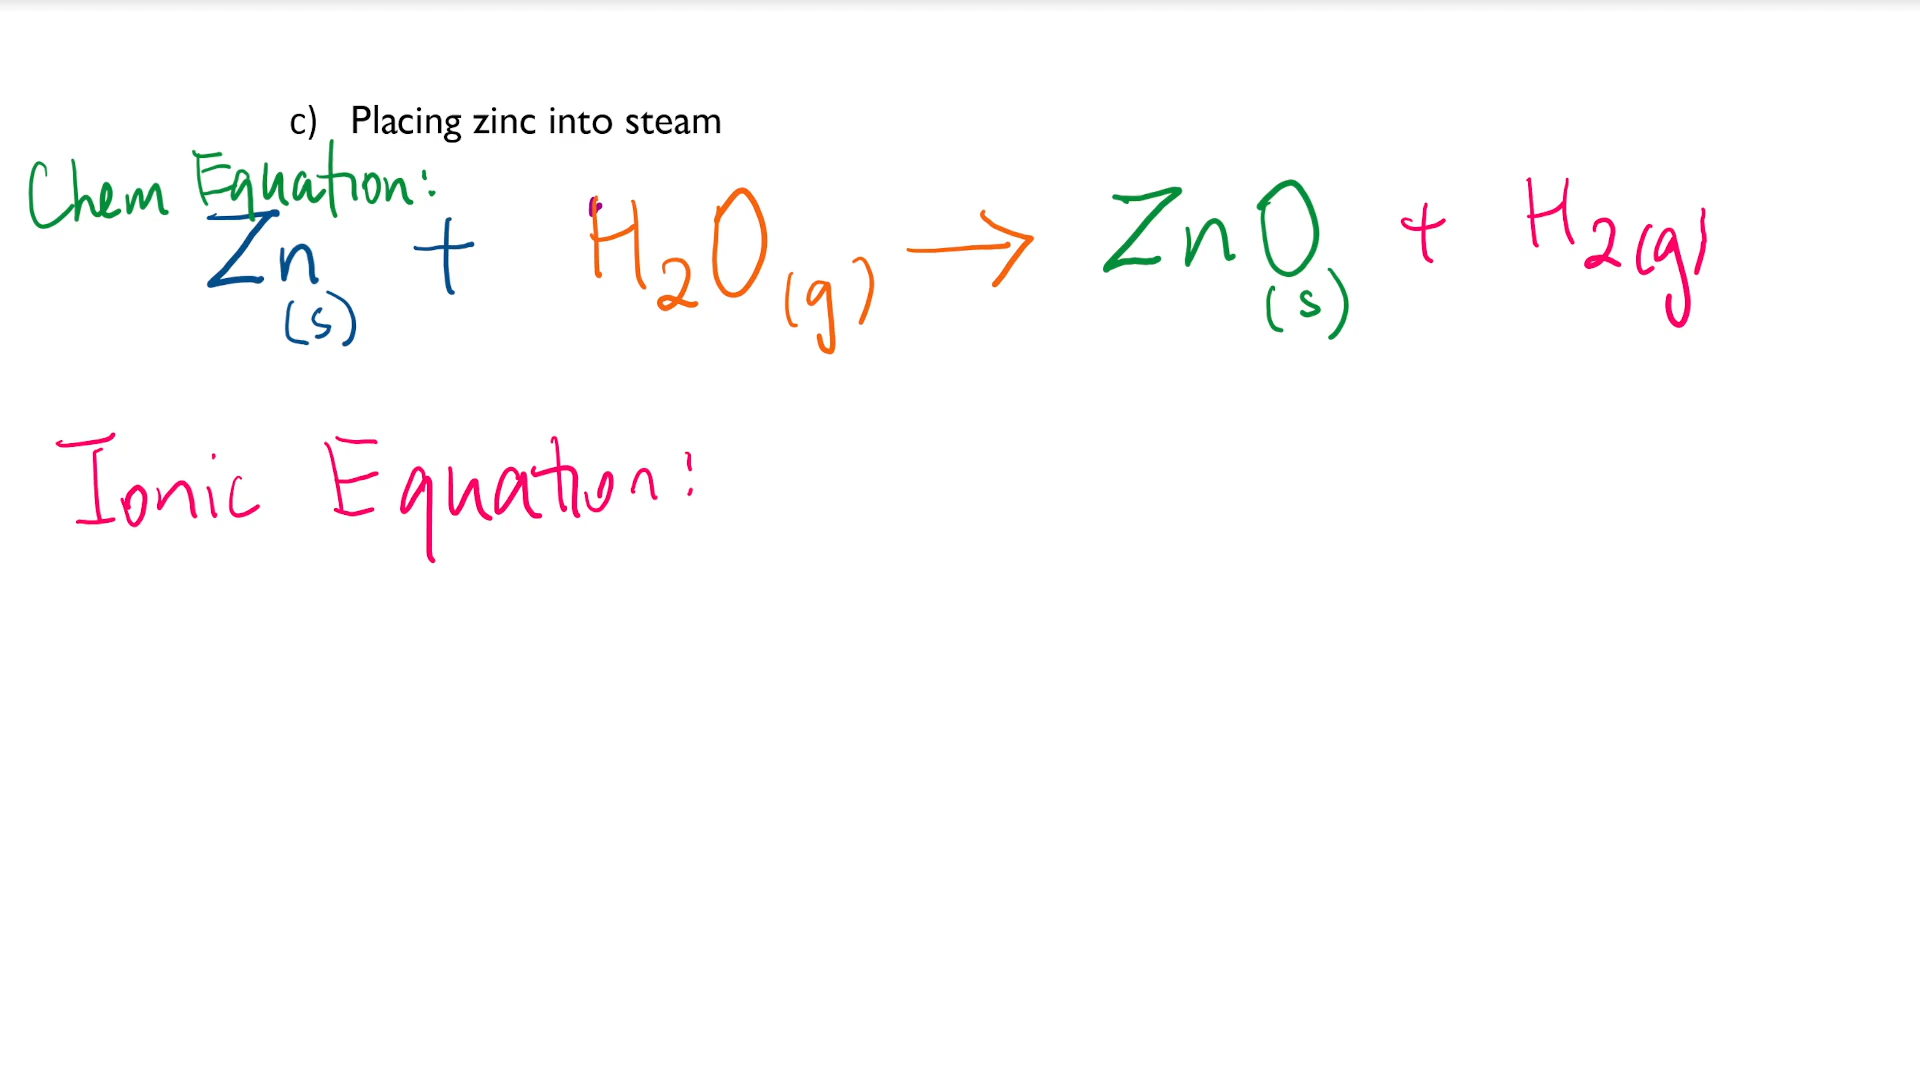 c) Placing zinc into steam
Chem Equation:
Zn(s) + H2O(g) → ZnO(s) + H2(g)
Ionic Equation: